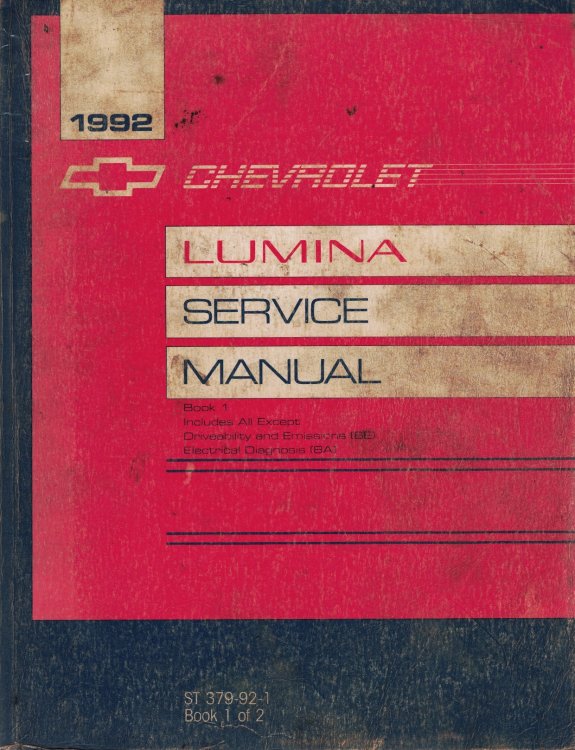 1992
CHEVROLET
LUMINA
SERVICE
MANUAL
Book 1
Includes All Except
Driveability and Emissions (6E)
Electrical Diagnosis (8A)
ST 379-92-1
Book 1 of 2